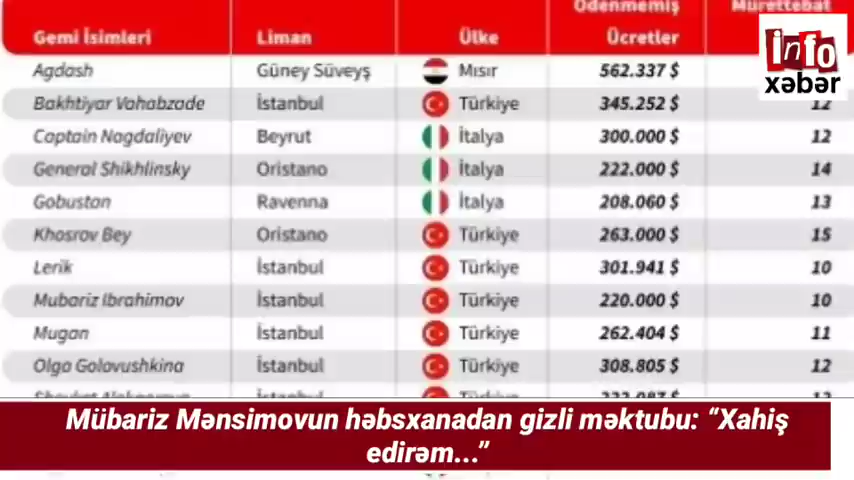 Ödenmemiş Mürettebat
Gemi İsimleri Liman Ülke Ücretler
info
xəbər
Agdash Güney Süveyş Mısır 562.337 $
Bakhtiyar Vahabzade İstanbul Türkiye 345.252 $ 12
Captain Nagdaliyev Beyrut İtalya 300.000 $ 12
General Shikhlinsky Oristano İtalya 222.000 $ 14
Gobustan Ravenna İtalya 208.060 $ 13
Khosrov Bey Oristano Türkiye 263.000 $ 15
Lerik İstanbul Türkiye 301.941 $ 10
Mubariz Ibrahimov İstanbul Türkiye 220.000 $ 10
Mugan İstanbul Türkiye 262.404 $ 11
Olga Golovushkina İstanbul Türkiye 308.805 $ 12
İstanbul Türkiye
Mübariz Mənsimovun həbsxanadan gizli məktubu: “Xahiş
edirəm...”